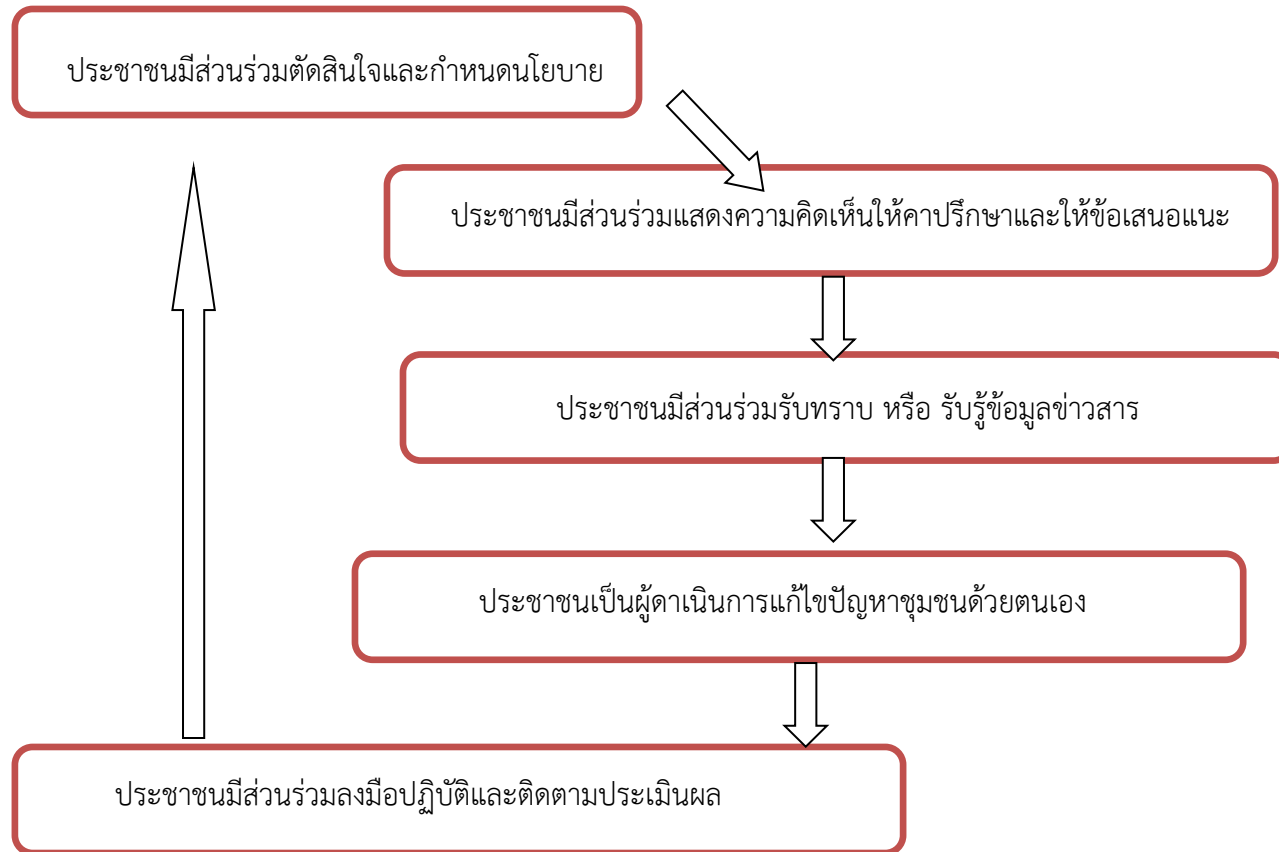 ประชาชนมีส่วนร่วมตัดสินใจและกำหนดนโยบาย
ประชาชนมีส่วนร่วมแสดงความคิดเห็นให้คาปรึกษาและให้ข้อเสนอแนะ
ประชาชนมีส่วนร่วมรับทราบ หรือ รับรู้ข้อมูลข่าวสาร
ประชาชนเป็นผู้ดาเนินการแก้ไขปัญหาชุมชนด้วยตนเอง
ประชาชนมีส่วนร่วมลงมือปฏิบัติและติดตามประเมินผล